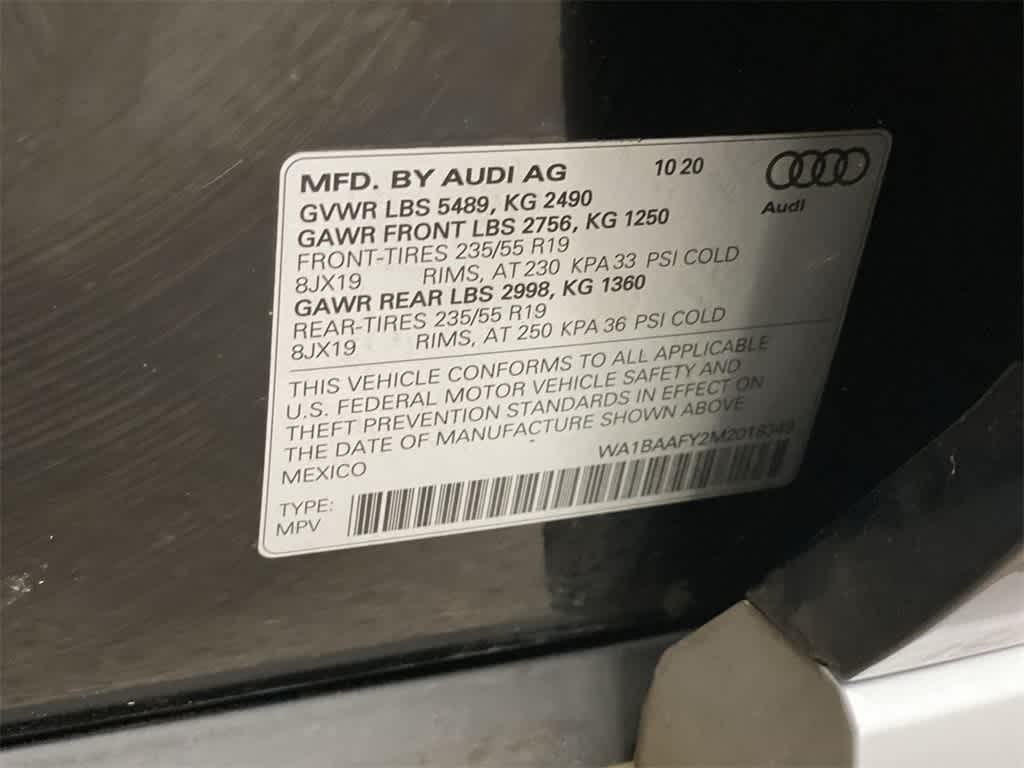 MFD. BY AUDI AG 10 20
Audi
GVWR LBS 5489, KG 2490
GAWR FRONT LBS 2756, KG 1250
FRONT-TIRES 235/55 R19
8JX19 RIMS, AT 230 KPA 33 PSI COLD
GAWR REAR LBS 2998, KG 1360
REAR-TIRES 235/55 R19
8JX19 RIMS, AT 250 KPA 36 PSI COLD
THIS VEHICLE CONFORMS TO ALL APPLICABLE
U.S. FEDERAL MOTOR VEHICLE SAFETY AND
THEFT PREVENTION STANDARDS IN EFFECT ON
THE DATE OF MANUFACTURE SHOWN ABOVE
MEXICO WA1BAAFY2M2018349
TYPE:
MPV